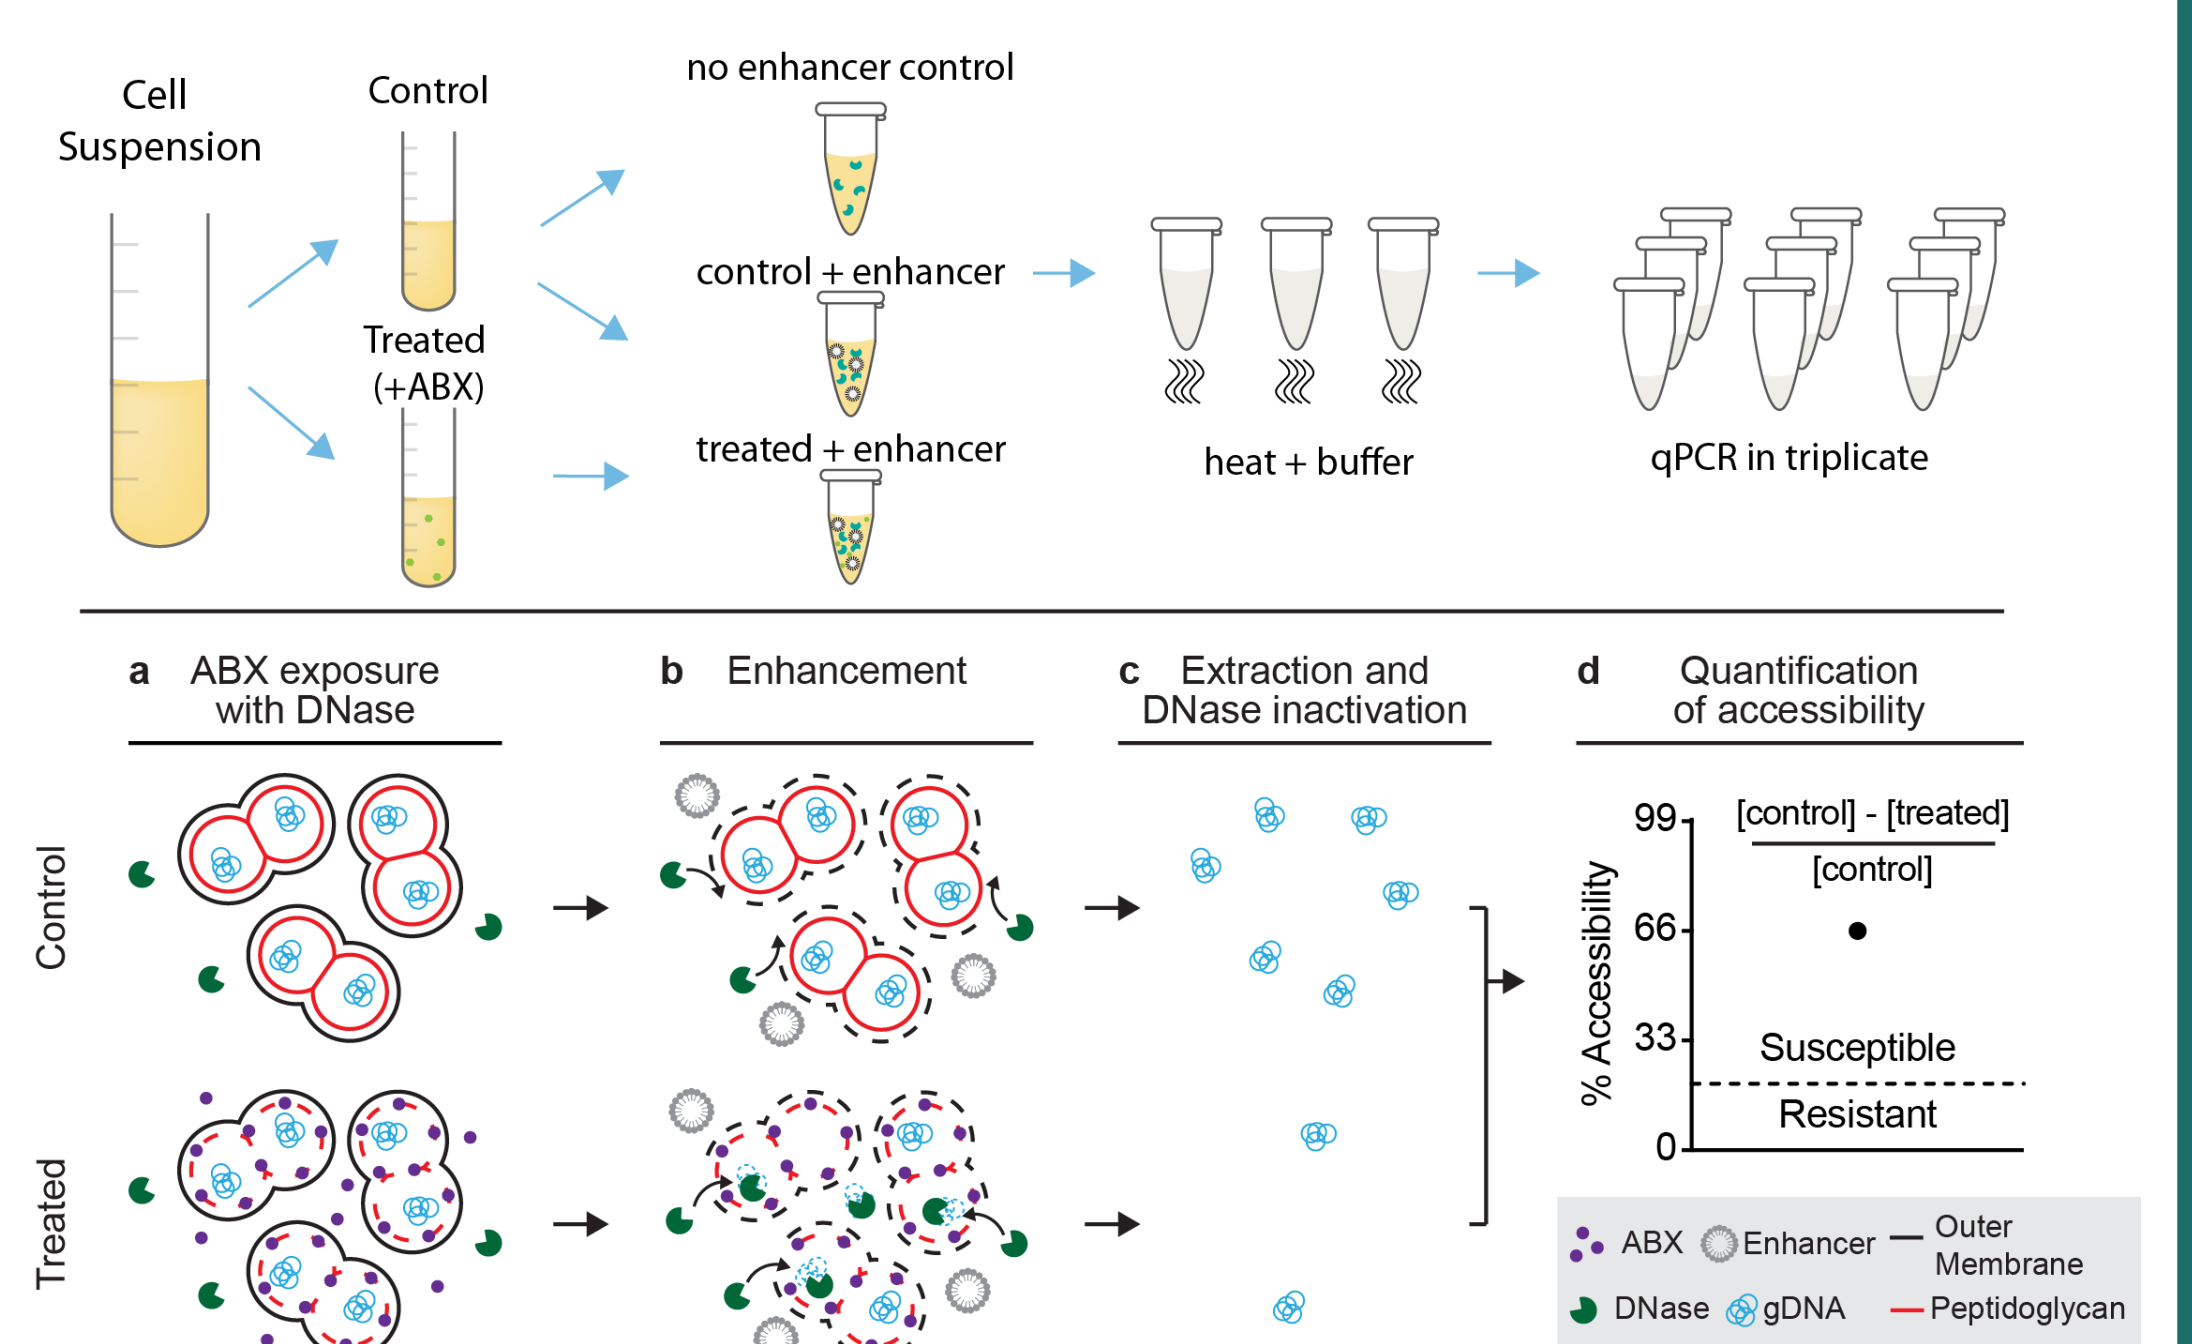 Cell
Suspension
Control
Treated
(+ABX)
no enhancer control
control + enhancer
treated + enhancer
heat + buffer
qPCR in triplicate
a ABX exposure
with DNase
b Enhancement
c Extraction and
DNase inactivation
d Quantification
of accessibility
Control
Treated
% Accessibility
99
66
33
0
[control] - [treated]
[control]
Susceptible
Resistant
ABX
Enhancer
Outer
Membrane
DNase
gDNA
Peptidoglycan